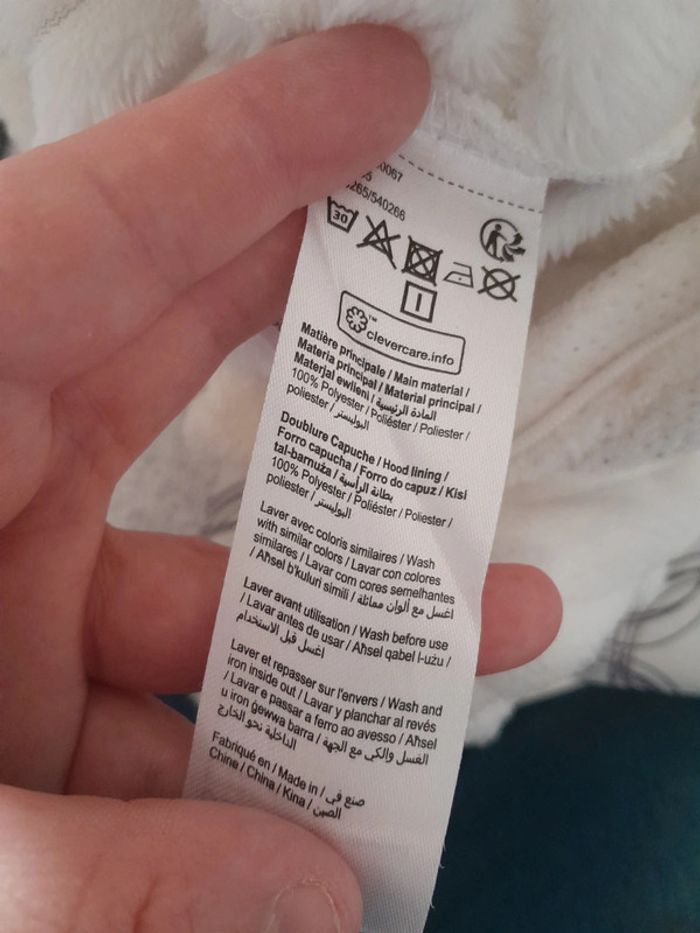 0067
265/540266
30
clevercare.info
Matière principale / Main material /
Materia principal / Material principal /
Materjal ewlieni / المادة الرئيسية
100% Polyester / Poliéster / Poliester /
poliester / البوليستر
Doublure Capuche / Hood lining /
Forro capucha / Forro do capuz / Kisi
tal-barnuża / بطانة الرأسية
100% Polyester / Poliéster / Poliester /
poliester / البوليستر
Laver avec coloris similaires / Wash
with similar colors / Lavar con colores
similares / Lavar com cores semelhantes
/ Aħsel b'kuluri simili / اغسل مع ألوان مماثلة
Laver avant utilisation / Wash before use
/ Lavar antes de usar / Aħsel qabel l-użu /
اغسل قبل الاستخدام
Laver et repasser sur l'envers / Wash and
iron inside out / Lavar y planchar al revés
/ Lavar e passar a ferro ao avesso / Aħsel
u iron ġewwa barra / الغسل والكي مع الجهة
الداخلية نحو الخارج
Fabriqué en / Made in / صنع في
Chine / China / Kina / الصين